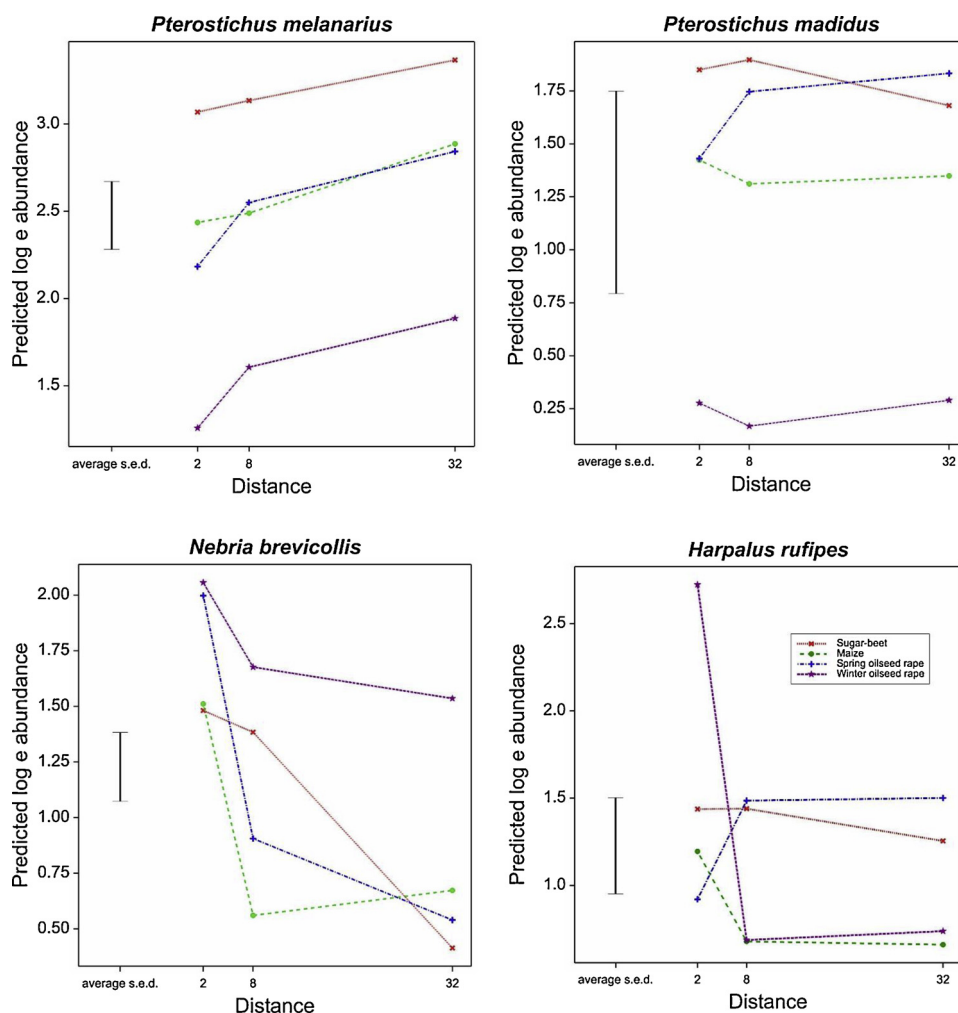 Pterostichus melanarius
Predicted log e abundance
3.0
2.5
2.0
1.5
average s.e.d.
2
8
32
Distance
Pterostichus madidus
Predicted log e abundance
1.75
1.50
1.25
1.00
0.75
0.50
0.25
average s.e.d.
2
8
32
Distance
Nebria brevicollis
Predicted log e abundance
2.00
1.75
1.50
1.25
1.00
0.75
0.50
average s.e.d.
2
8
32
Distance
Harpalus rufipes
Predicted log e abundance
2.5
2.0
1.5
1.0
Sugar-beet
Maize
Spring oilseed rape
Winter oilseed rape
average s.e.d.
2
8
32
Distance